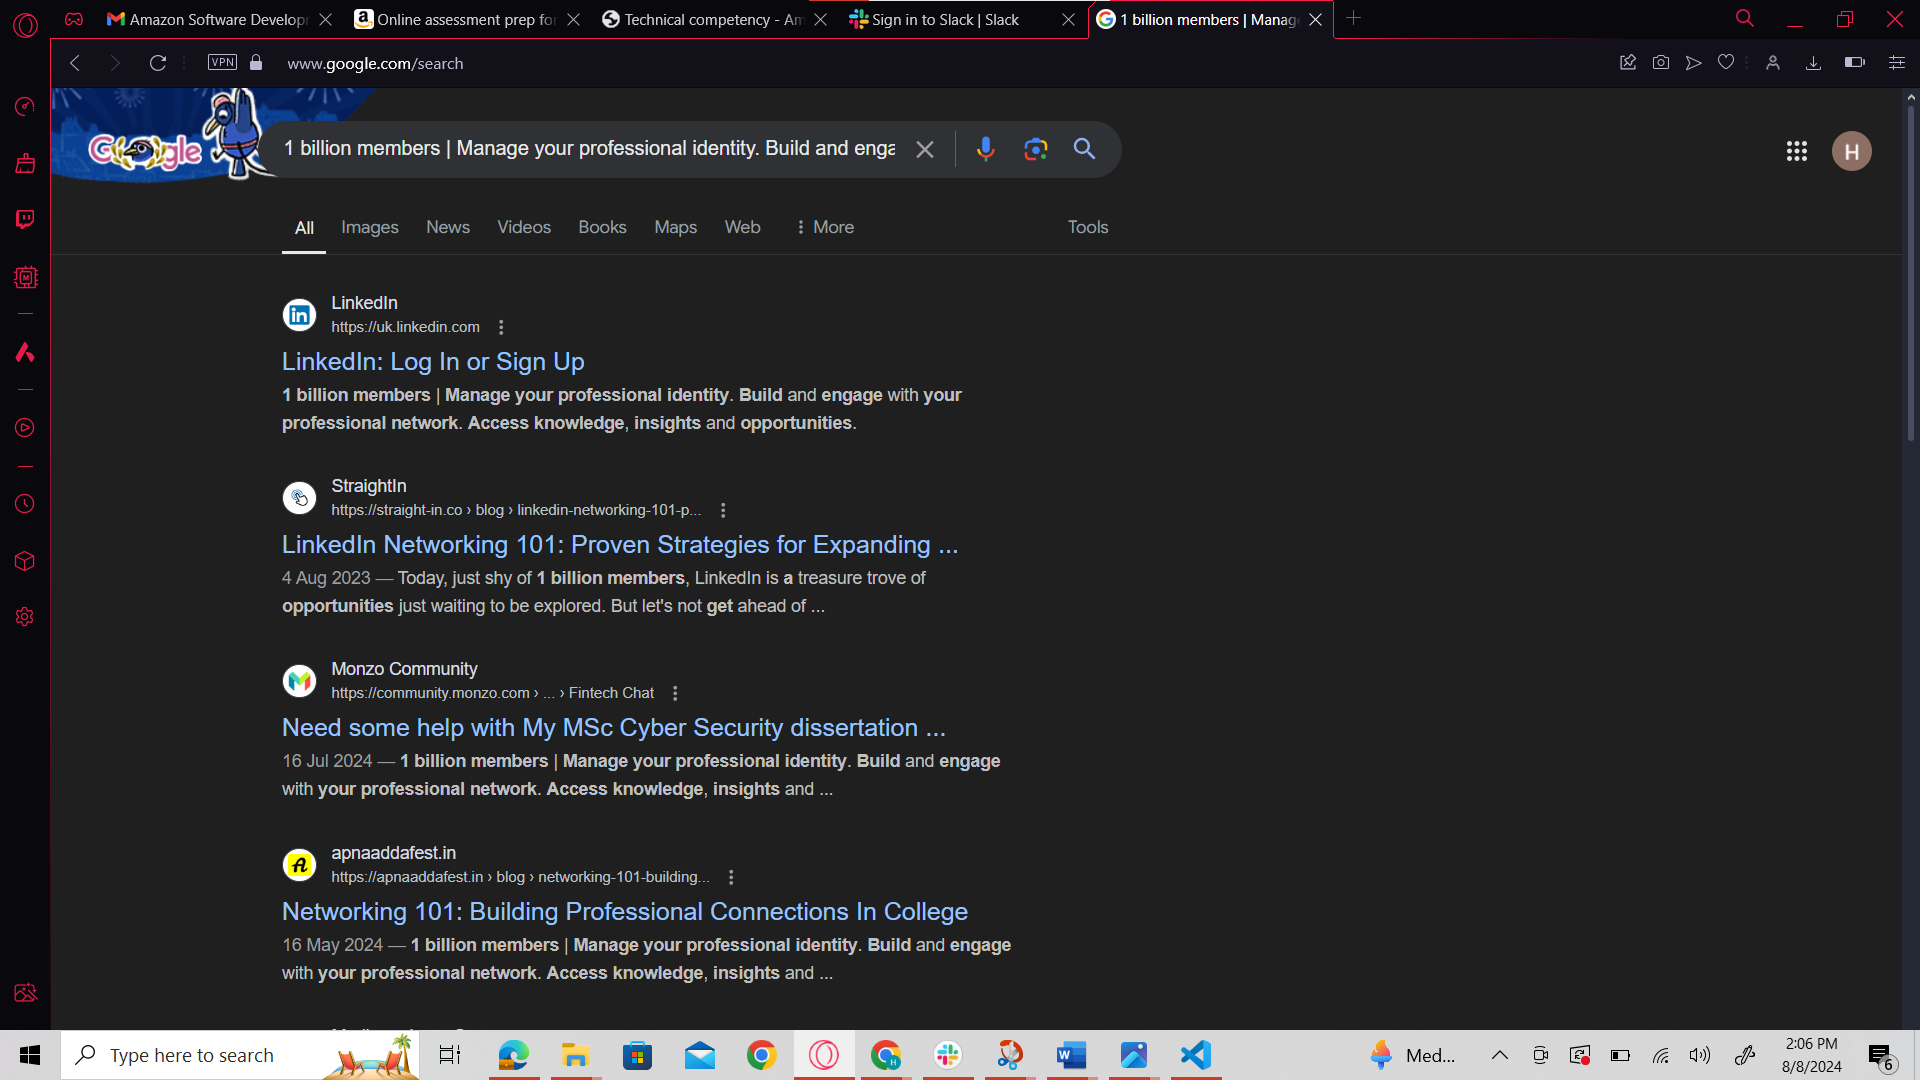 Amazon Software Develop
Online assessment prep for
Technical competency - Am
Sign in to Slack | Slack
1 billion members | Manag
VPN
www.google.com/search
Google
1 billion members | Manage your professional identity. Build and enga
H
All
Images
News
Videos
Books
Maps
Web
More
Tools
LinkedIn
https://uk.linkedin.com
LinkedIn: Log In or Sign Up
1 billion members | Manage your professional identity. Build and engage with your
professional network. Access knowledge, insights and opportunities.
StraightIn
https://straight-in.co › blog › linkedin-networking-101-p...
LinkedIn Networking 101: Proven Strategies for Expanding ...
4 Aug 2023 — Today, just shy of 1 billion members, LinkedIn is a treasure trove of
opportunities just waiting to be explored. But let's not get ahead of ...
Monzo Community
https://community.monzo.com › ... › Fintech Chat
Need some help with My MSc Cyber Security dissertation ...
16 Jul 2024 — 1 billion members | Manage your professional identity. Build and engage
with your professional network. Access knowledge, insights and ...
apnaaddafest.in
https://apnaaddafest.in › blog › networking-101-building...
Networking 101: Building Professional Connections In College
16 May 2024 — 1 billion members | Manage your professional identity. Build and engage
with your professional network. Access knowledge, insights and ...
Type here to search
Med...
2:06 PM
8/8/2024
6